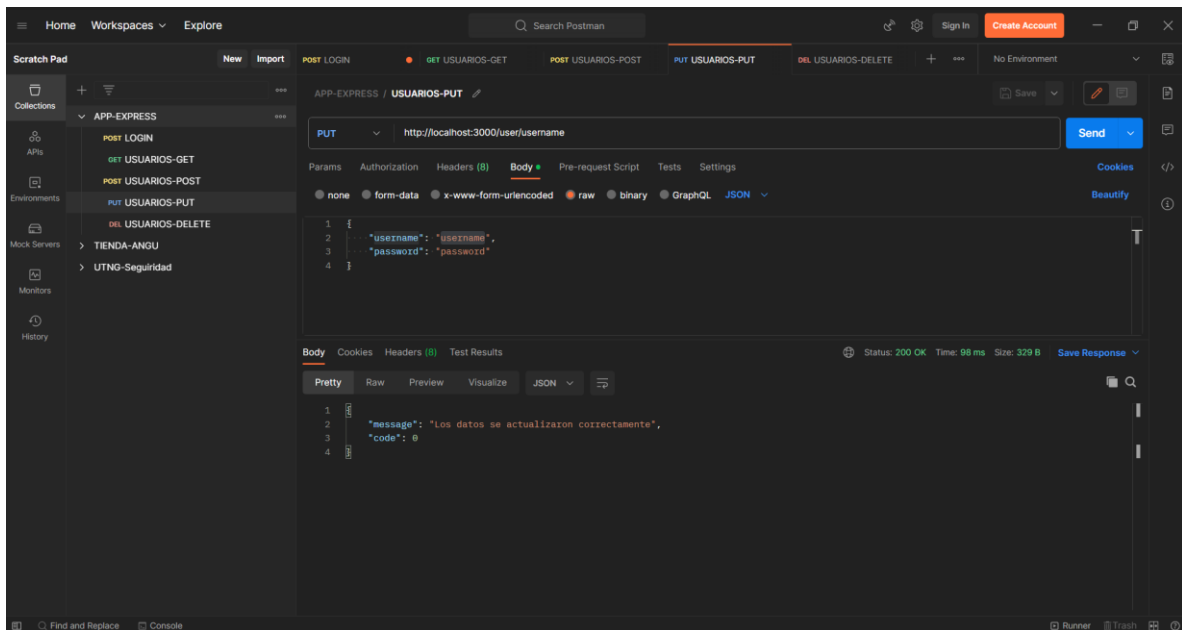 Home Workspaces Explore Search Postman Sign In Create Account
Scratch Pad New Import POST LOGIN GET USUARIOS-GET POST USUARIOS-POST PUT USUARIOS-PUT DEL USUARIOS-DELETE No Environment
Collections
APIs
Environments
Mock Servers
Monitors
History
APP-EXPRESS
POST LOGIN
GET USUARIOS-GET
POST USUARIOS-POST
PUT USUARIOS-PUT
DEL USUARIOS-DELETE
TIENDA-ANGU
UTNG-Seguiridad
APP-EXPRESS / USUARIOS-PUT Save
PUT http://localhost:3000/user/username Send
Params Authorization Headers (8) Body Pre-request Script Tests Settings Cookies
none form-data x-www-form-urlencoded raw binary GraphQL JSON Beautify
1 {
2 "username": "username",
3 "password": "password"
4 }
Body Cookies Headers (8) Test Results Status: 200 OK Time: 98 ms Size: 329 B Save Response
Pretty Raw Preview Visualize JSON
1 {
2 "message": "Los datos se actualizaron correctamente",
3 "code": 0
4 }
Find and Replace Console Runner Trash